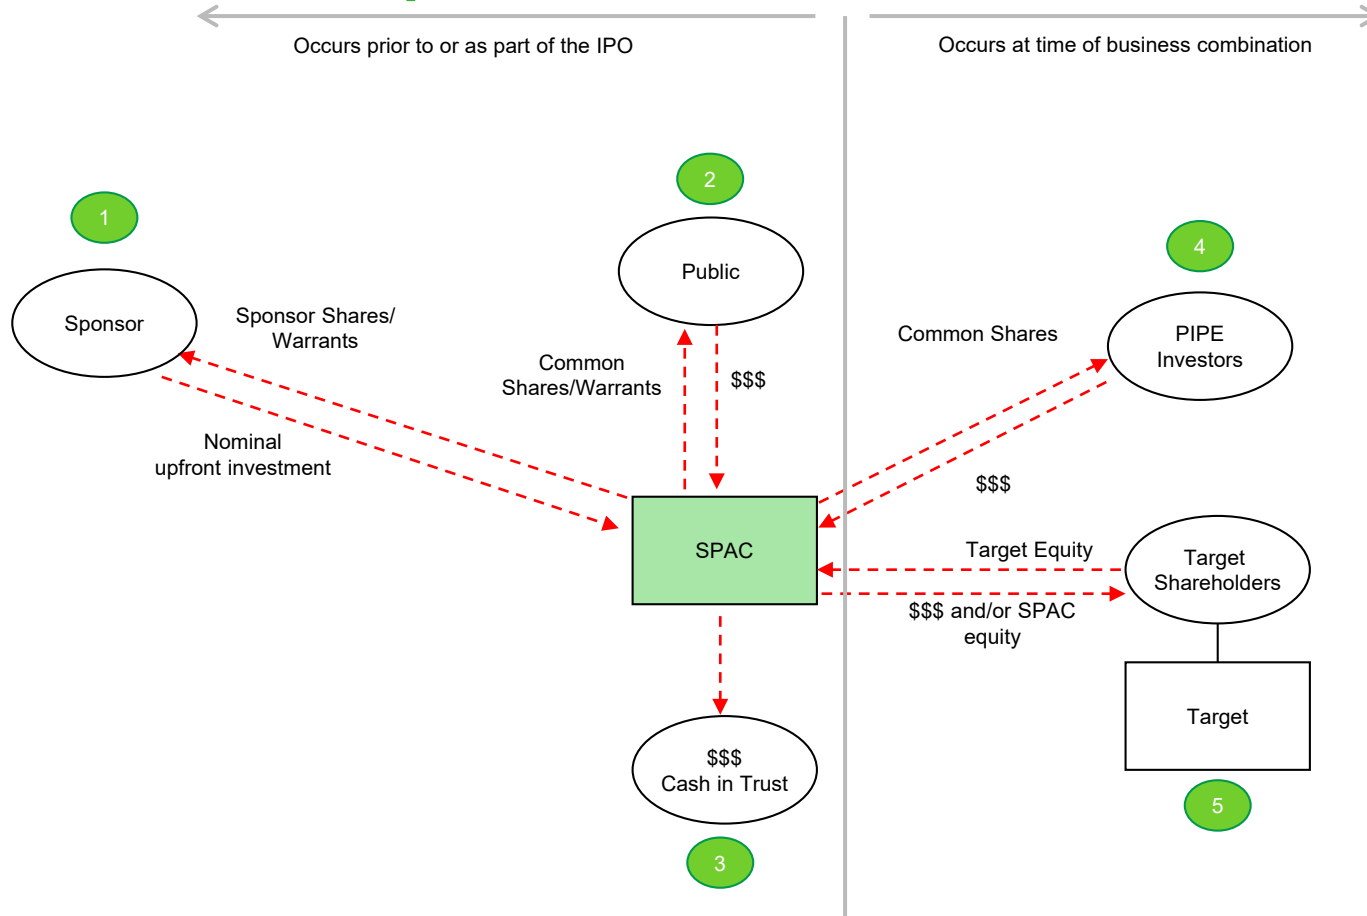 Occurs prior to or as part of the IPO
Occurs at time of business combination
1
Sponsor
Sponsor Shares/
Warrants
Nominal
upfront investment
2
Public
Common
Shares/Warrants
$$$
SPAC
$$$
Cash in Trust
3
4
PIPE
Investors
Common Shares
$$$
Target Equity
$$$ and/or SPAC
equity
Target
Shareholders
Target
5